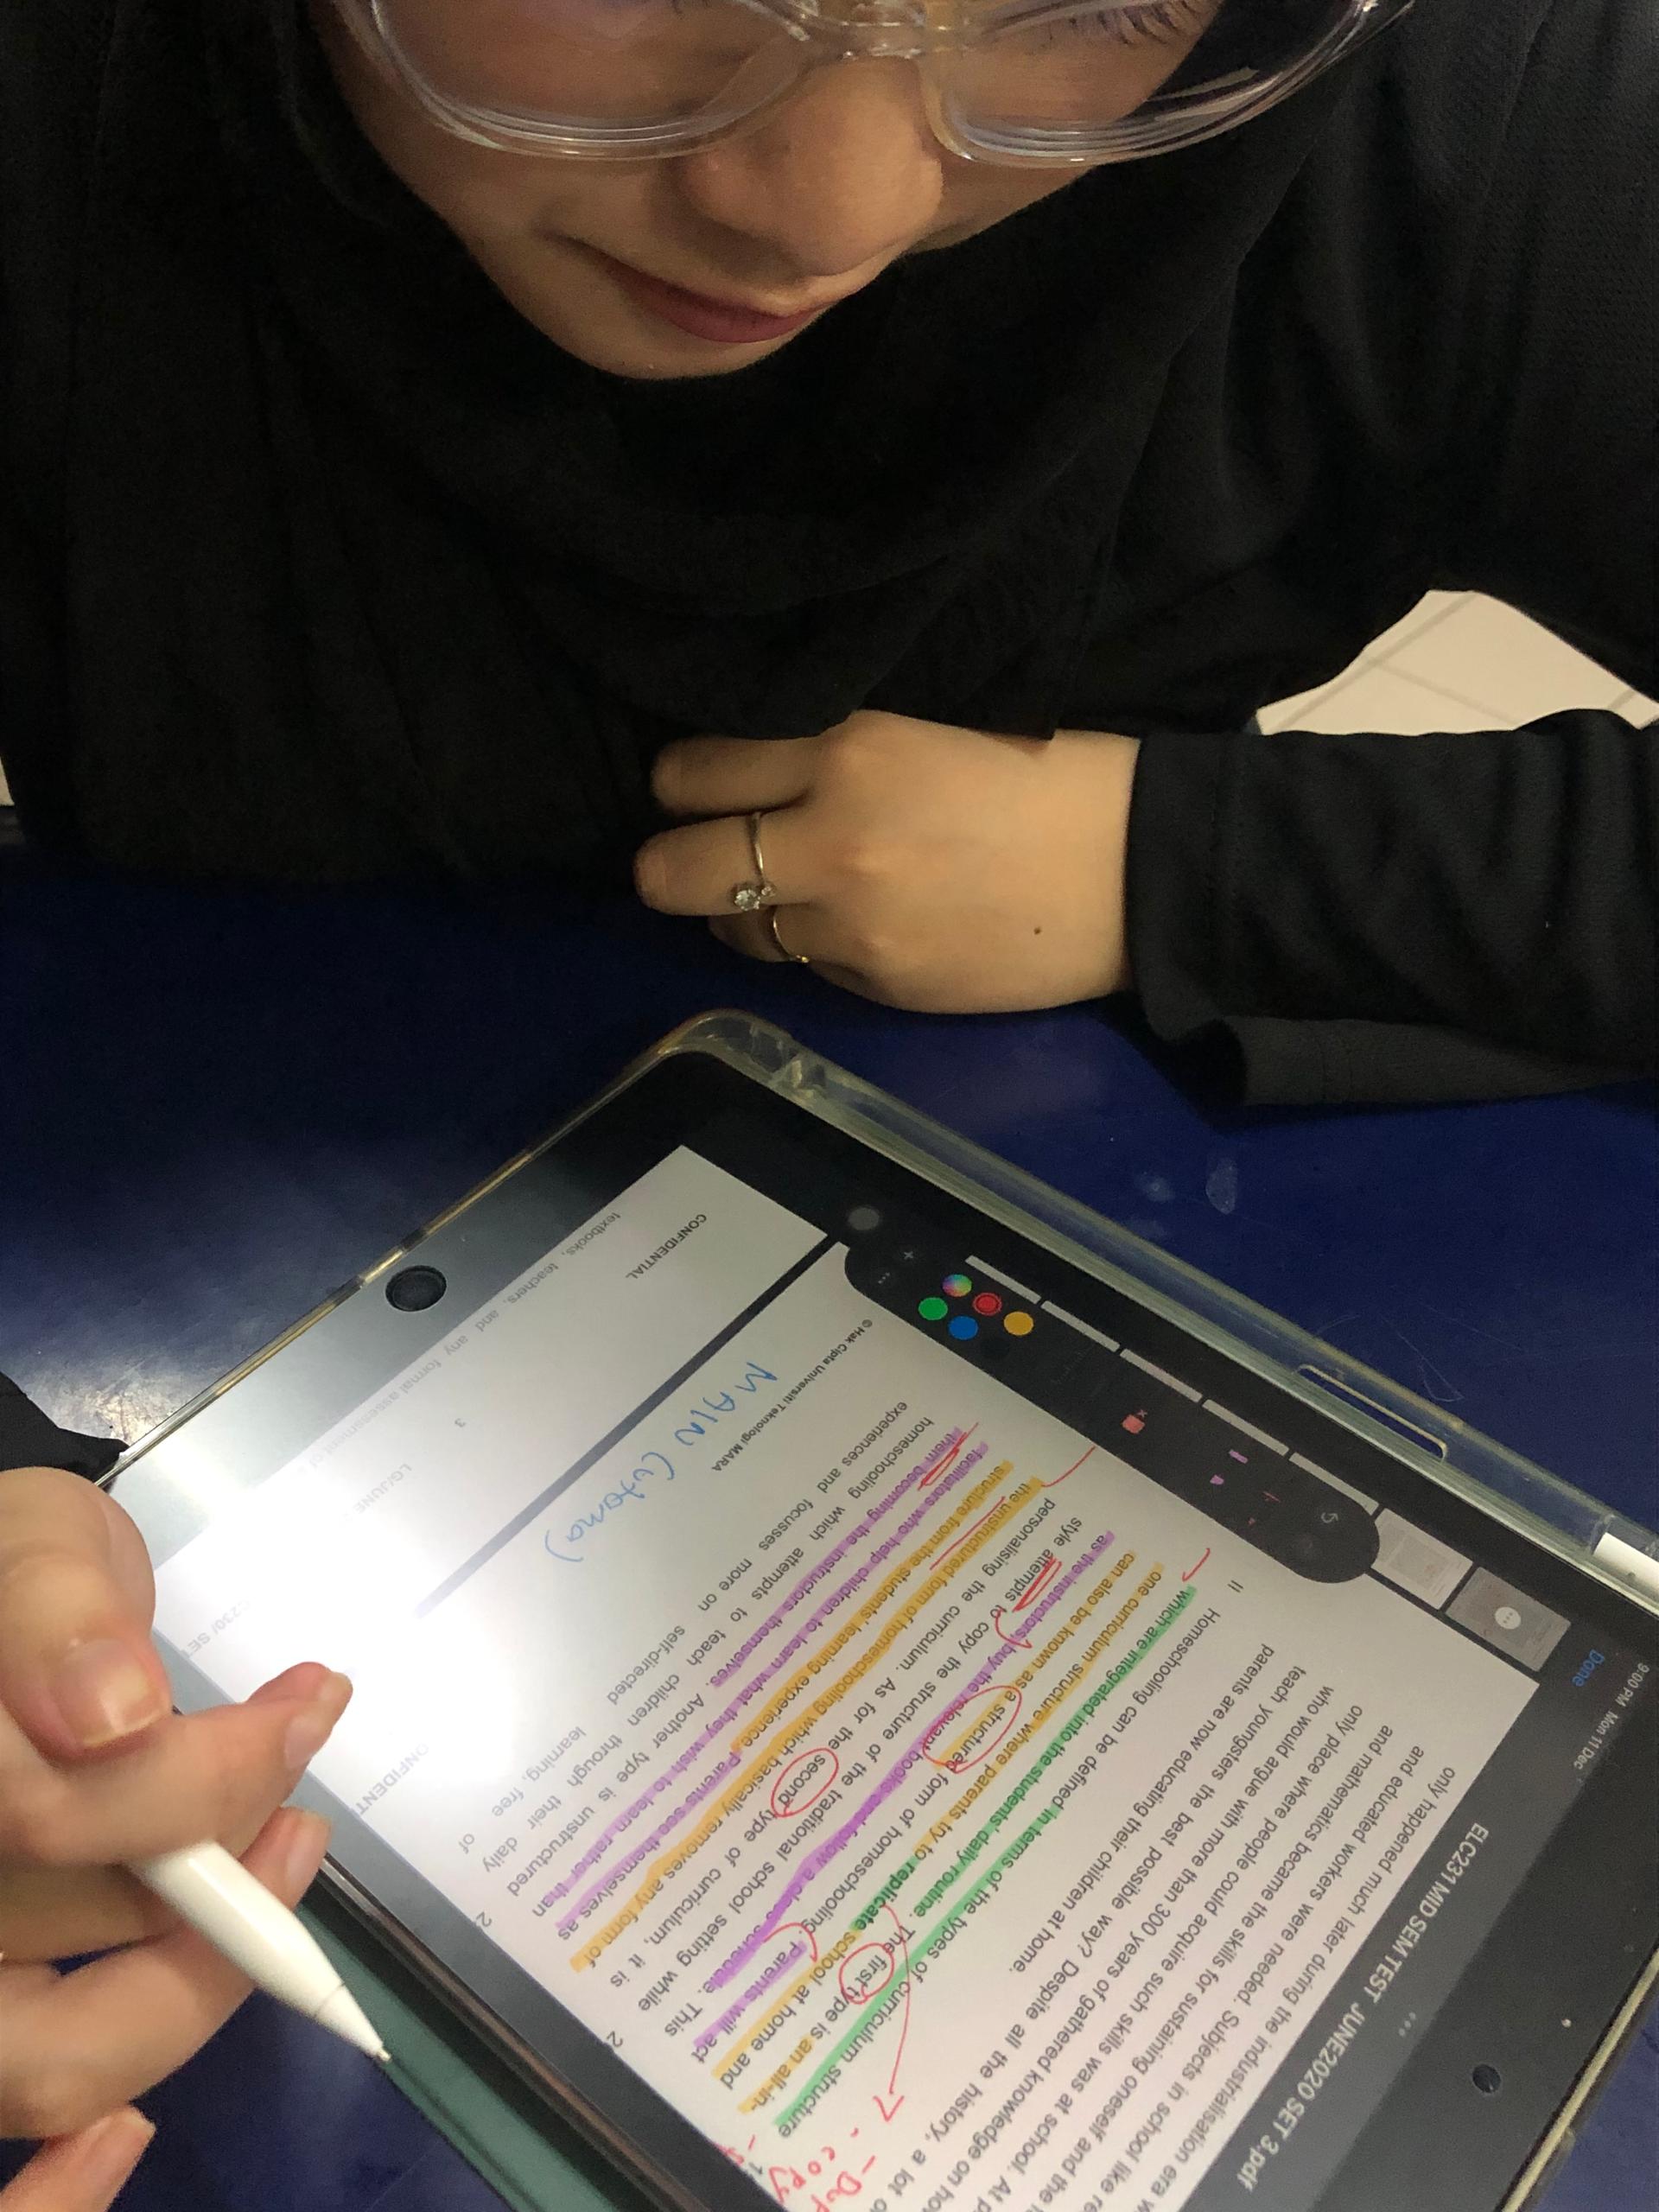 9:00 PM Mon 11 Dec
Done
ELC231 MID SEM TEST JUNE2020 SET 3.pdf
only happened much later during the industrialisation era
and educated workers were needed. Subjects in school like
and mathematics became the skills for sustaining oneself and the
only place where people could acquire such skills was at school. At
who would argue with more than 300 years of gathered knowledge on
teach youngsters the best possible way? Despite all the history, a lot
parents are now educating their children at home.
II
Homeschooling can be defined in terms of the types of curriculum structure
which are integrated into the students' daily routine. The first type is an all-in-
one curriculum structure where parents try to replicate school at home and
can also be known as a structured form of homeschooling. Parents will act
as the instructors, buy the relevant books and follow a class schedule. This
style attempts to copy the structure of the traditional school setting while
personalising the curriculum. As for the second type of curriculum, it is
the unstructured form of homeschooling which basically removes any form of
structure from the students' learning experience. Parents see themselves as
facilitators who help children to learn what they wish to learn rather than
them becoming the instructors themselves. Another type is unstructured
homeschooling which attempts to teach children through their daily
experiences and focusses more on self-directed learning, free of
copy
MAIN (utama)
© Hak Cipta Universiti Teknologi MARA
CONFIDENTIAL
3
textbooks, teachers, and any formal assessment of